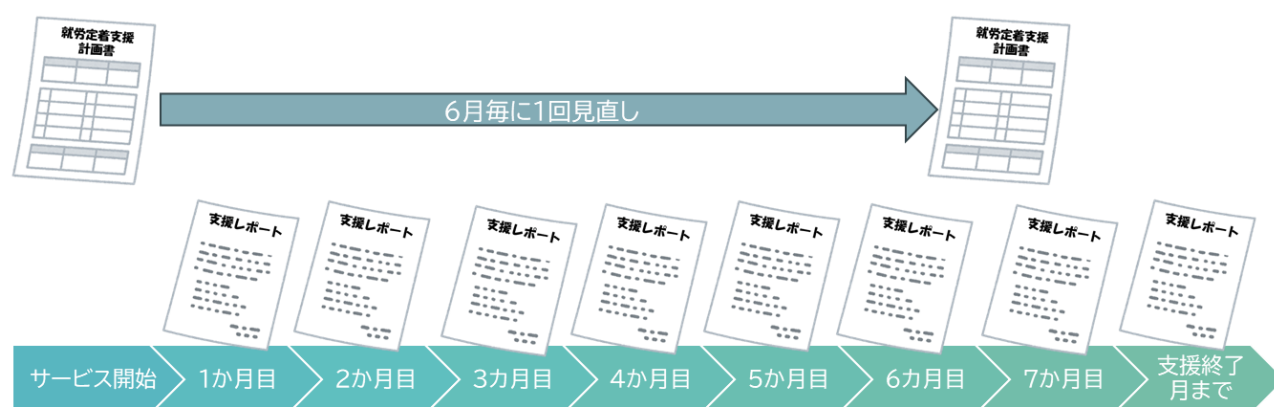 就労定着支援
計画書
就労定着支援
計画書
6月毎に1回見直し
支援レポート
支援レポート
支援レポート
支援レポート
支援レポート
支援レポート
支援レポート
支援レポート
サービス開始
1か月目
2か月目
3カ月目
4か月目
5か月目
6カ月目
7か月目
支援終了
月まで